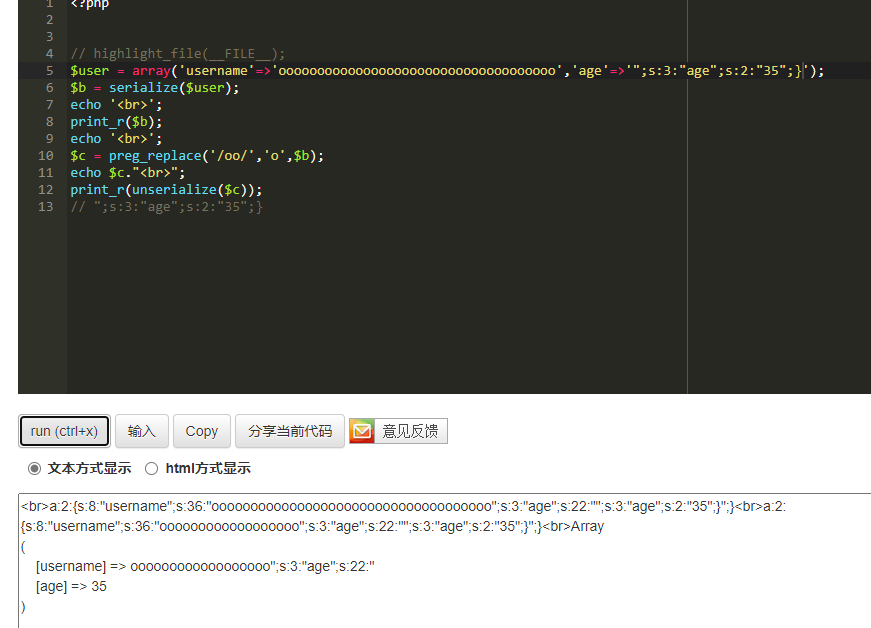 1 <?php
2
3
4 // highlight_file(__FILE__);
5 $user = array('username'=>'oooooooooooooooooooooooooooooooooooo','age'=>'";s:3:"age";s:2:"35";}');
6 $b = serialize($user);
7 echo '<br>';
8 print_r($b);
9 echo '<br>';
10 $c = preg_replace('/oo/','o',$b);
11 echo $c."<br>";
12 print_r(unserialize($c));
13 // ";s:3:"age";s:2:"35";}
run (ctrl+x) 输入 Copy 分享当前代码 意见反馈
文本方式显示 html方式显示
<br>a:2:{s:8:"username";s:36:"oooooooooooooooooooooooooooooooooooo";s:3:"age";s:22:"";s:3:"age";s:2:"35";}";}<br>a:2:
{s:8:"username";s:36:"oooooooooooooooooo";s:3:"age";s:22:"";s:3:"age";s:2:"35";}";}<br>Array
(
[username] => oooooooooooooooooo";s:3:"age";s:22:"
[age] => 35
)